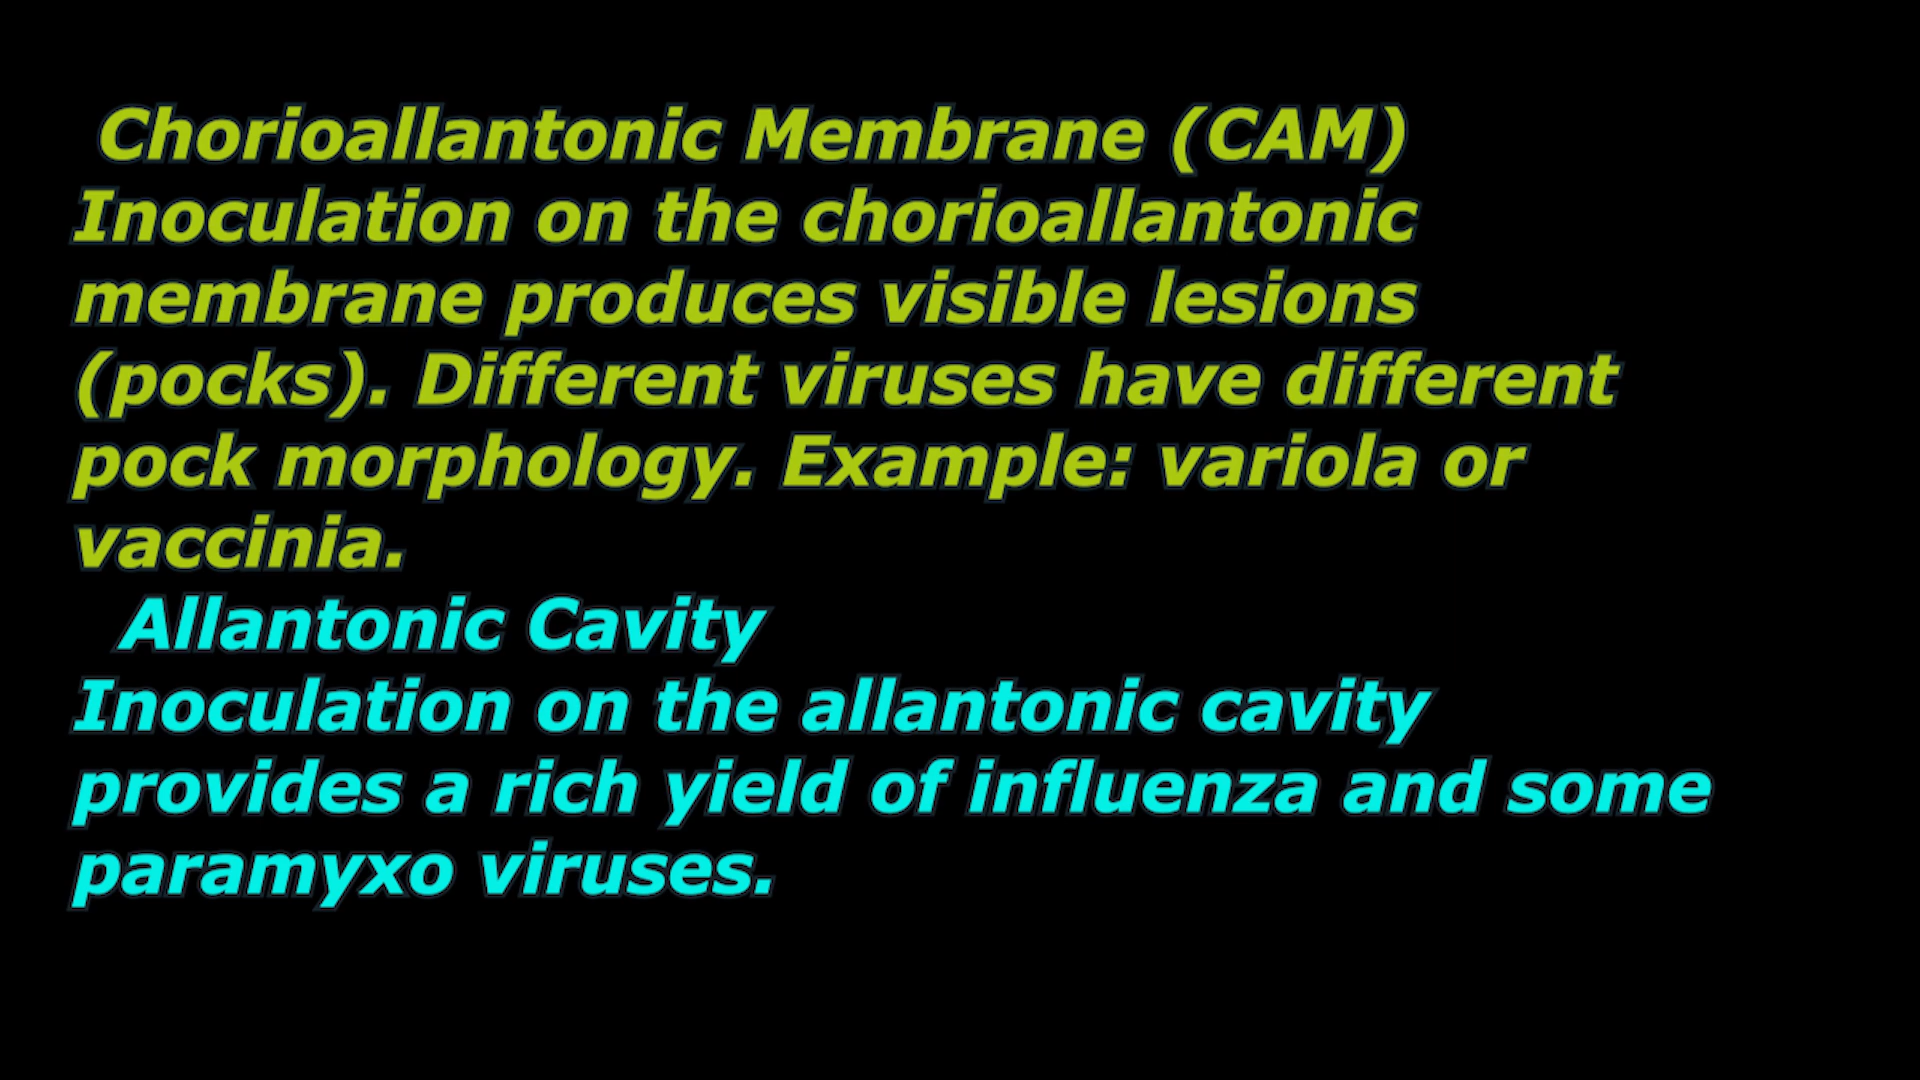 Chorioallantonic Membrane (CAM)
Inoculation on the chorioallantonic
membrane produces visible lesions
(pocks). Different viruses have different
pock morphology. Example: variola or
vaccinia.
Allantonic Cavity
Inoculation on the allantonic cavity
provides a rich yield of influenza and some
paramyxo viruses.